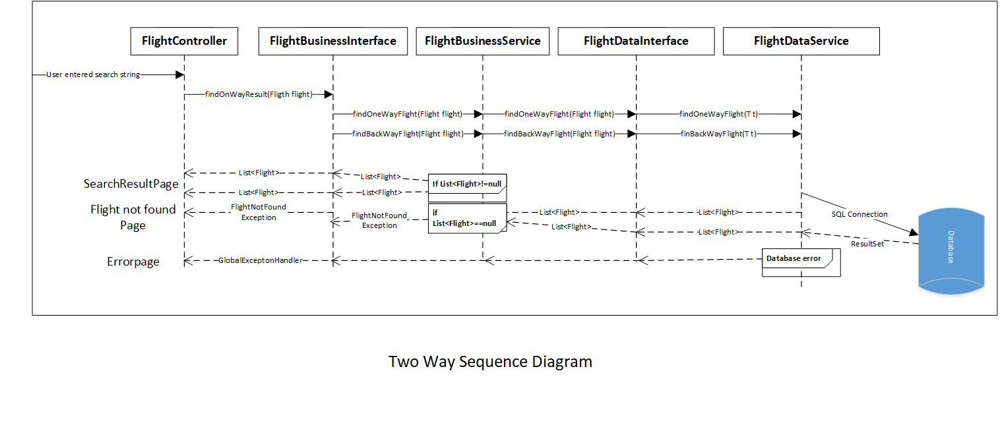 FlightController
FlightBusinessInterface
FlightBusinessService
FlightDataInterface
FlightDataService
User entered search string
findOnWayResult(Fligth flight)
findOneWayFlight(Flight flight)
findOneWayFlight(Flight flight)
findOneWayFlight(T t)
findBackWayFlight(Flight flight)
findBackWayFlight(Flight flight)
finBackWayFlight(T t)
List<Flight>
List<Flight>
SearchResultPage
If List<Flight>!=null
List<Flight>
List<Flight>
Flight not found
Page
FlightNotFound
Exception
FlightNotFound
Exception
if
List<Flight>==null
List<Flight>
List<Flight>
SQL Connection
List<Flight>
List<Flight>
ResultSet
Database
Errorpage
GlobalExceptonHandler
Database error
Two Way Sequence Diagram